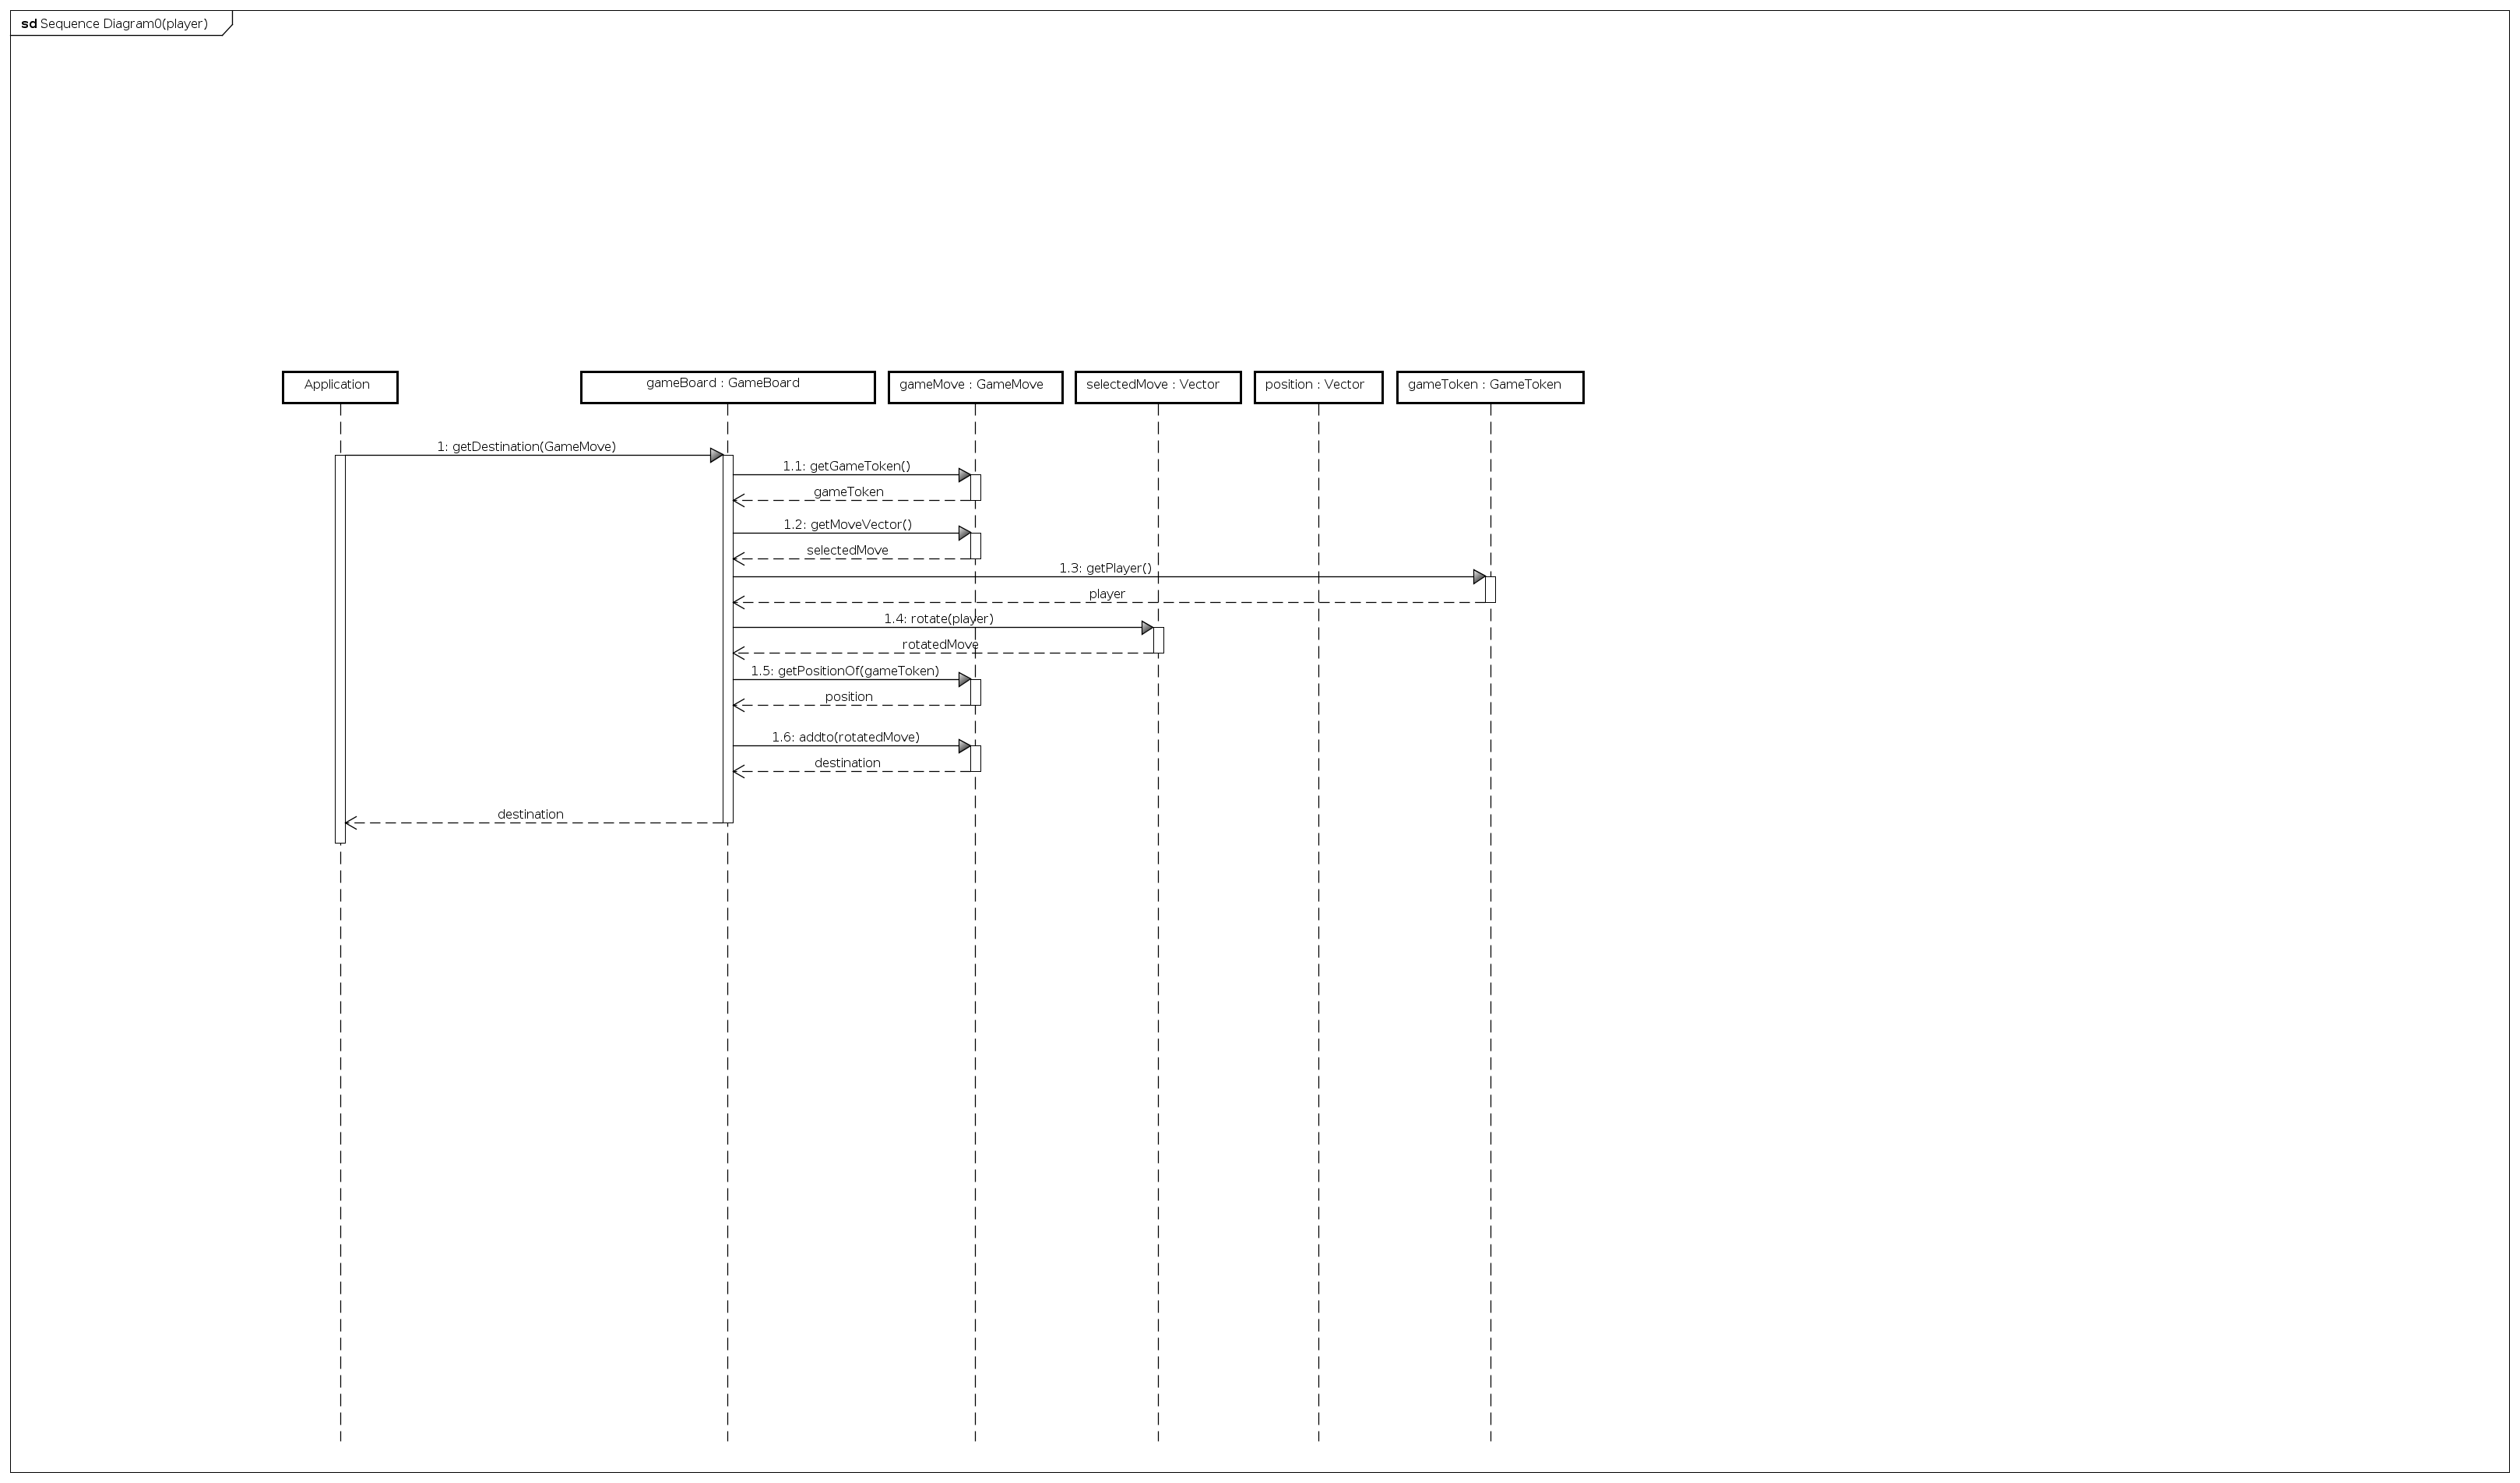 sd Sequence Diagram0(player)
Application
gameBoard : GameBoard
gameMove : GameMove
selectedMove : Vector
position : Vector
gameToken : GameToken
1: getDestination(GameMove)
1.1: getGameToken()
gameToken
1.2: getMoveVector()
selectedMove
1.3: getPlayer()
player
1.4: rotate(player)
rotatedMove
1.5: getPositionOf(gameToken)
position
1.6: addto(rotatedMove)
destination
destination